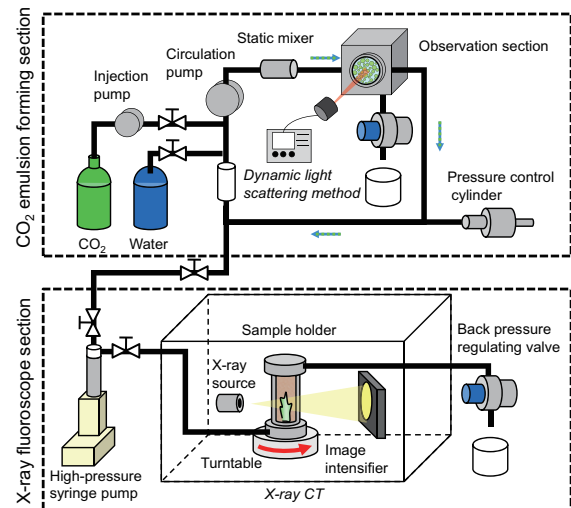 CO2 emulsion forming section
Static mixer
Circulation
pump
Observation section
Injection
pump
Dynamic light
scattering method
Pressure control
cylinder
CO2
Water
X-ray fluoroscope section
Sample holder
Back pressure
regulating valve
X-ray
source
Turntable
Image
intensifier
High-pressure
syringe pump
X-ray CT